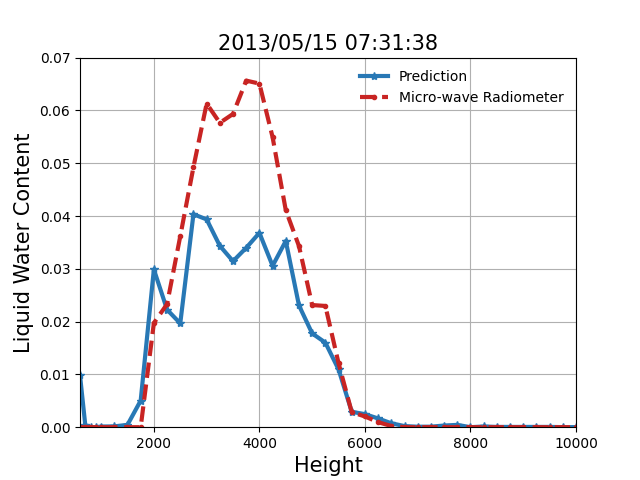 2013/05/15 07:31:38
Prediction
Micro-wave Radiometer
Liquid Water Content
0.07
0.06
0.05
0.04
0.03
0.02
0.01
0.00
2000 4000 6000 8000 10000
Height